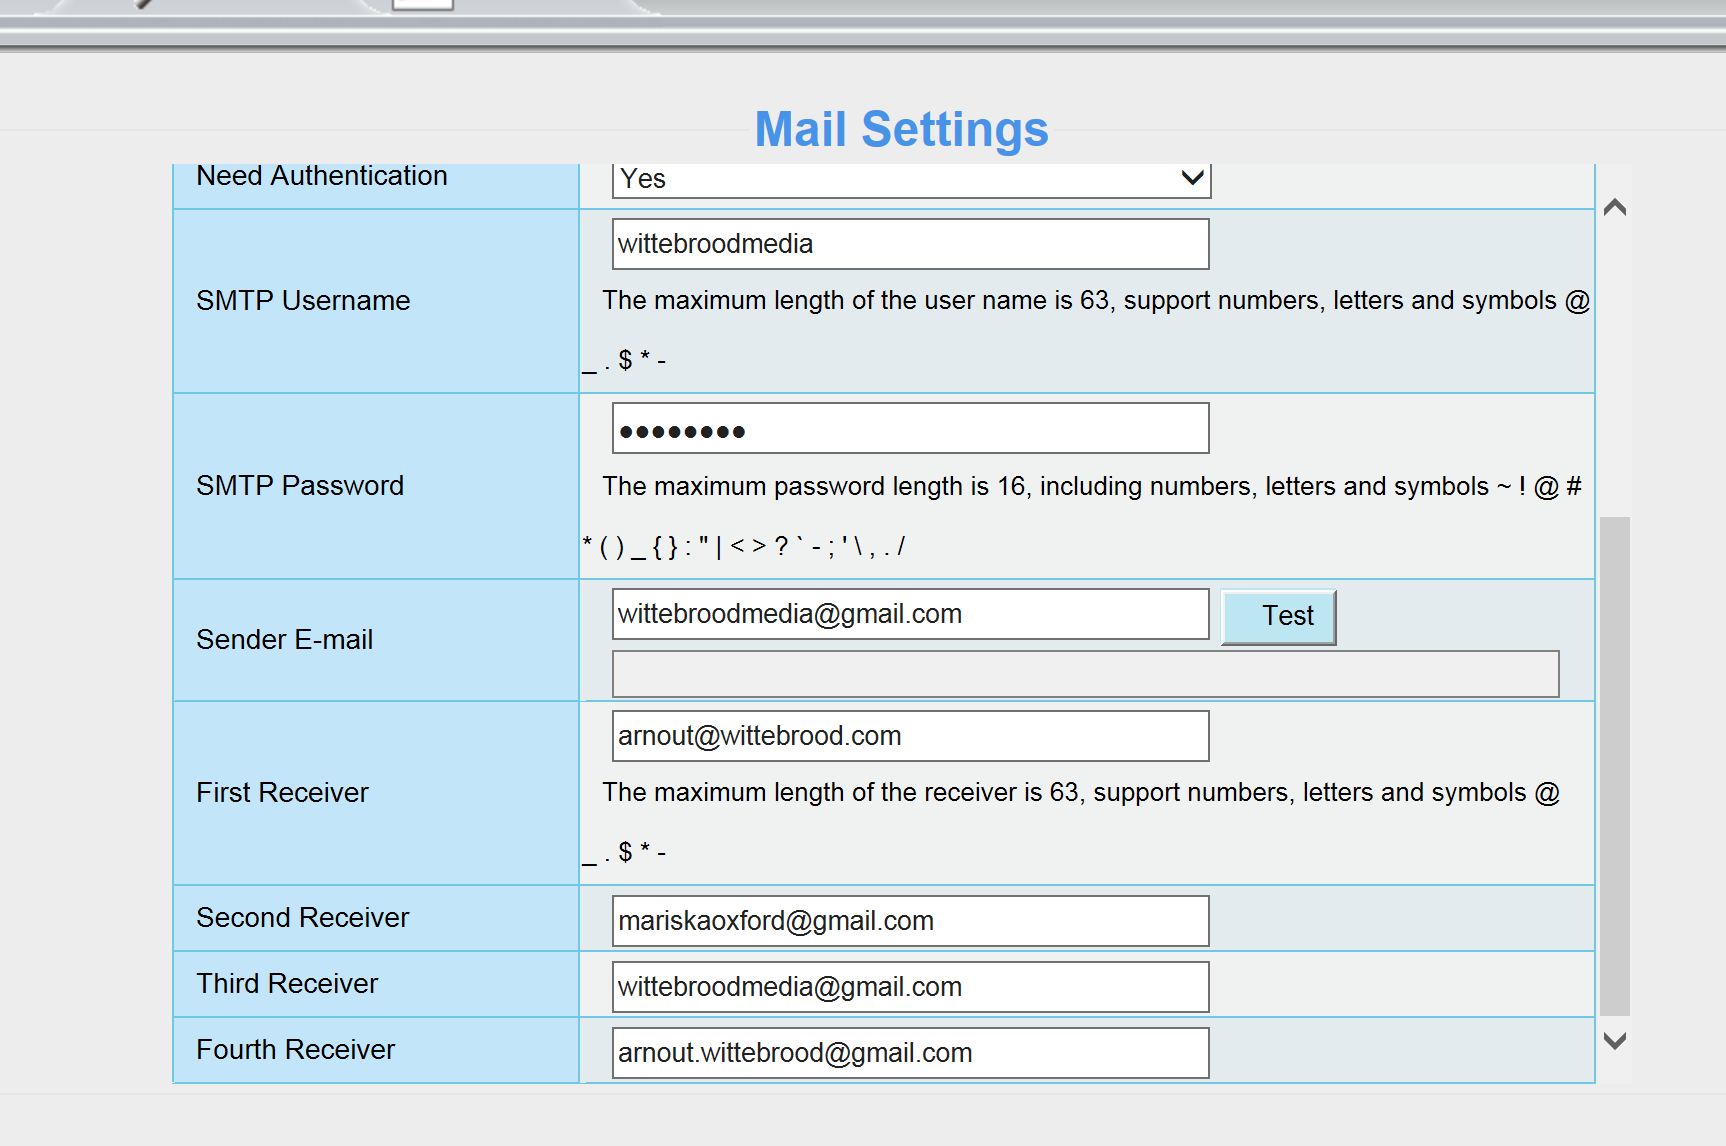 Mail Settings
Need Authentication
Yes
wittebroodmedia
SMTP Username
The maximum length of the user name is 63, support numbers, letters and symbols @
_ . $ * -
••••••••
SMTP Password
The maximum password length is 16, including numbers, letters and symbols ~ ! @ #
* ( ) _ { } : " | < > ? ` - ; ' \ , . /
wittebroodmedia@gmail.com
Test
Sender E-mail
arnout@wittebrood.com
First Receiver
The maximum length of the receiver is 63, support numbers, letters and symbols @
_ . $ * -
Second Receiver
mariskaoxford@gmail.com
Third Receiver
wittebroodmedia@gmail.com
Fourth Receiver
arnout.wittebrood@gmail.com